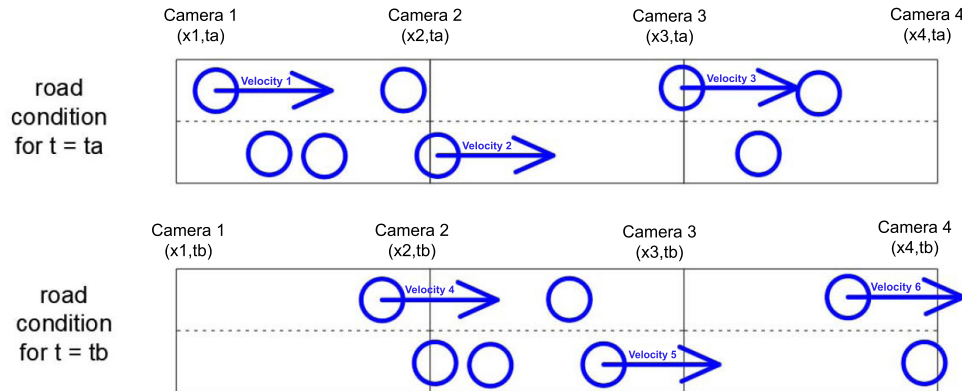 Camera 1
(x1,ta)
Camera 2
(x2,ta)
Camera 3
(x3,ta)
Camera 4
(x4,ta)
road
condition
for t = ta
Velocity 1
Velocity 3
Velocity 2
Camera 1
(x1,tb)
Camera 2
(x2,tb)
Camera 3
(x3,tb)
Camera 4
(x4,tb)
road
condition
for t = tb
Velocity 4
Velocity 6
Velocity 5